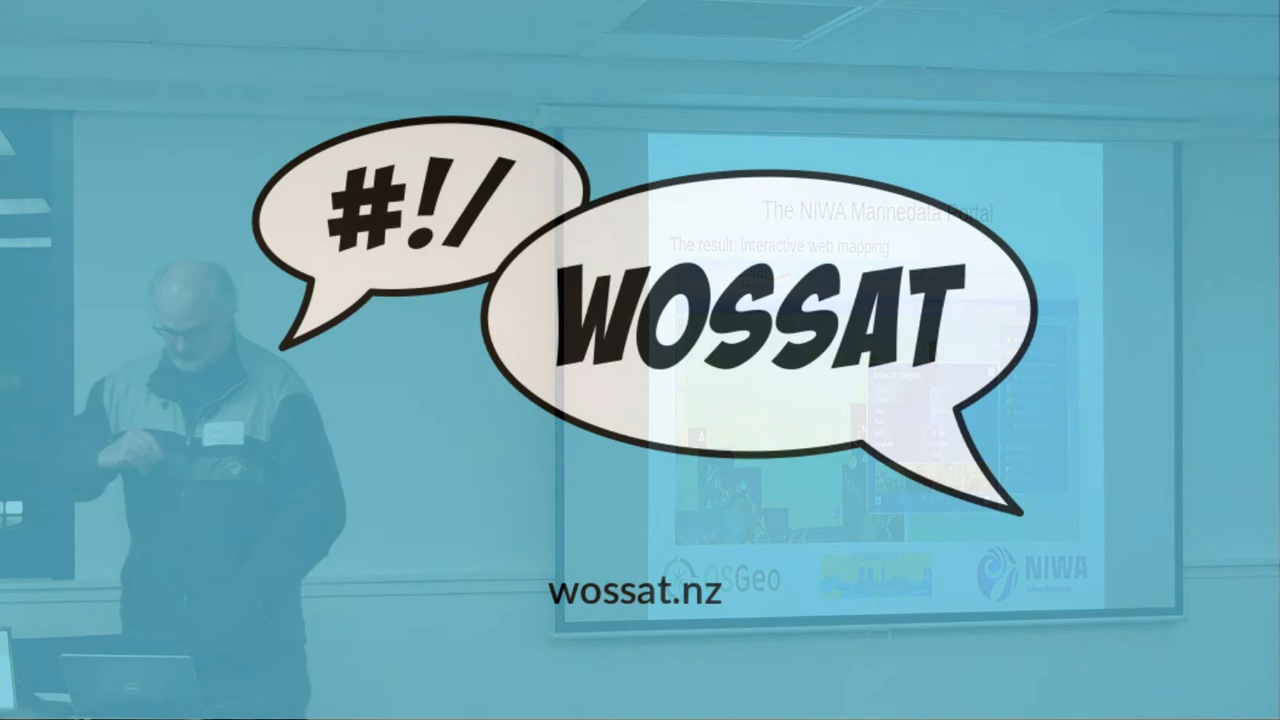 #!/
WOSSAT
The NIWA Marinedata Portal
The result: interactive web mapping
OSGeo
NIWA
wossat.nz